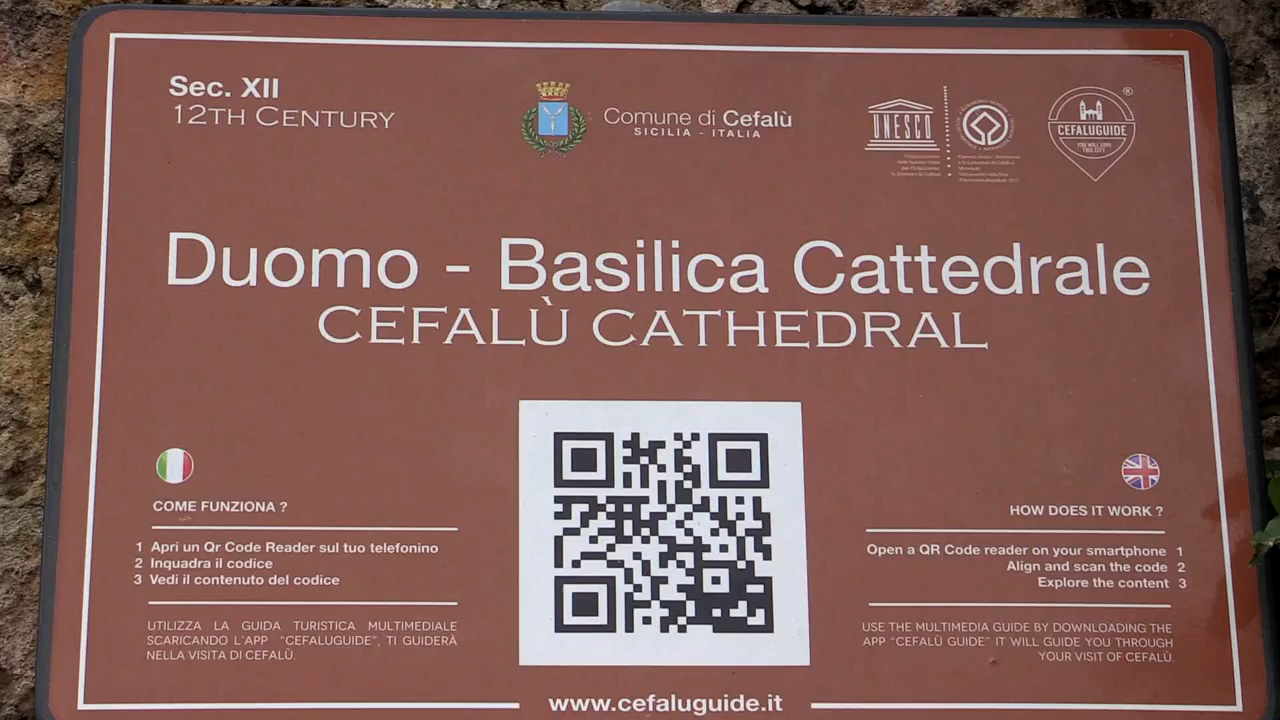 Sec. XII
12TH CENTURY
Comune di Cefalù
SICILIA - ITALIA
UNESCO
CEFALUGUIDE
YOU WILL LOVE
THIS CITY
®
Duomo - Basilica Cattedrale
CEFALÙ CATHEDRAL
COME FUNZIONA ?
1 Apri un Qr Code Reader sul tuo telefonino
2 Inquadra il codice
3 Vedi il contenuto del codice
UTILIZZA LA GUIDA TURISTICA MULTIMEDIALE
SCARICANDO L'APP "CEFALUGUIDE", TI GUIDERÀ
NELLA VISITA DI CEFALÙ.
HOW DOES IT WORK ?
Open a QR Code reader on your smartphone 1
Align and scan the code 2
Explore the content 3
USE THE MULTIMEDIA GUIDE BY DOWNLOADING THE
APP "CEFALÙ GUIDE" IT WILL GUIDE YOU THROUGH
YOUR VISIT OF CEFALÙ.
www.cefaluguide.it